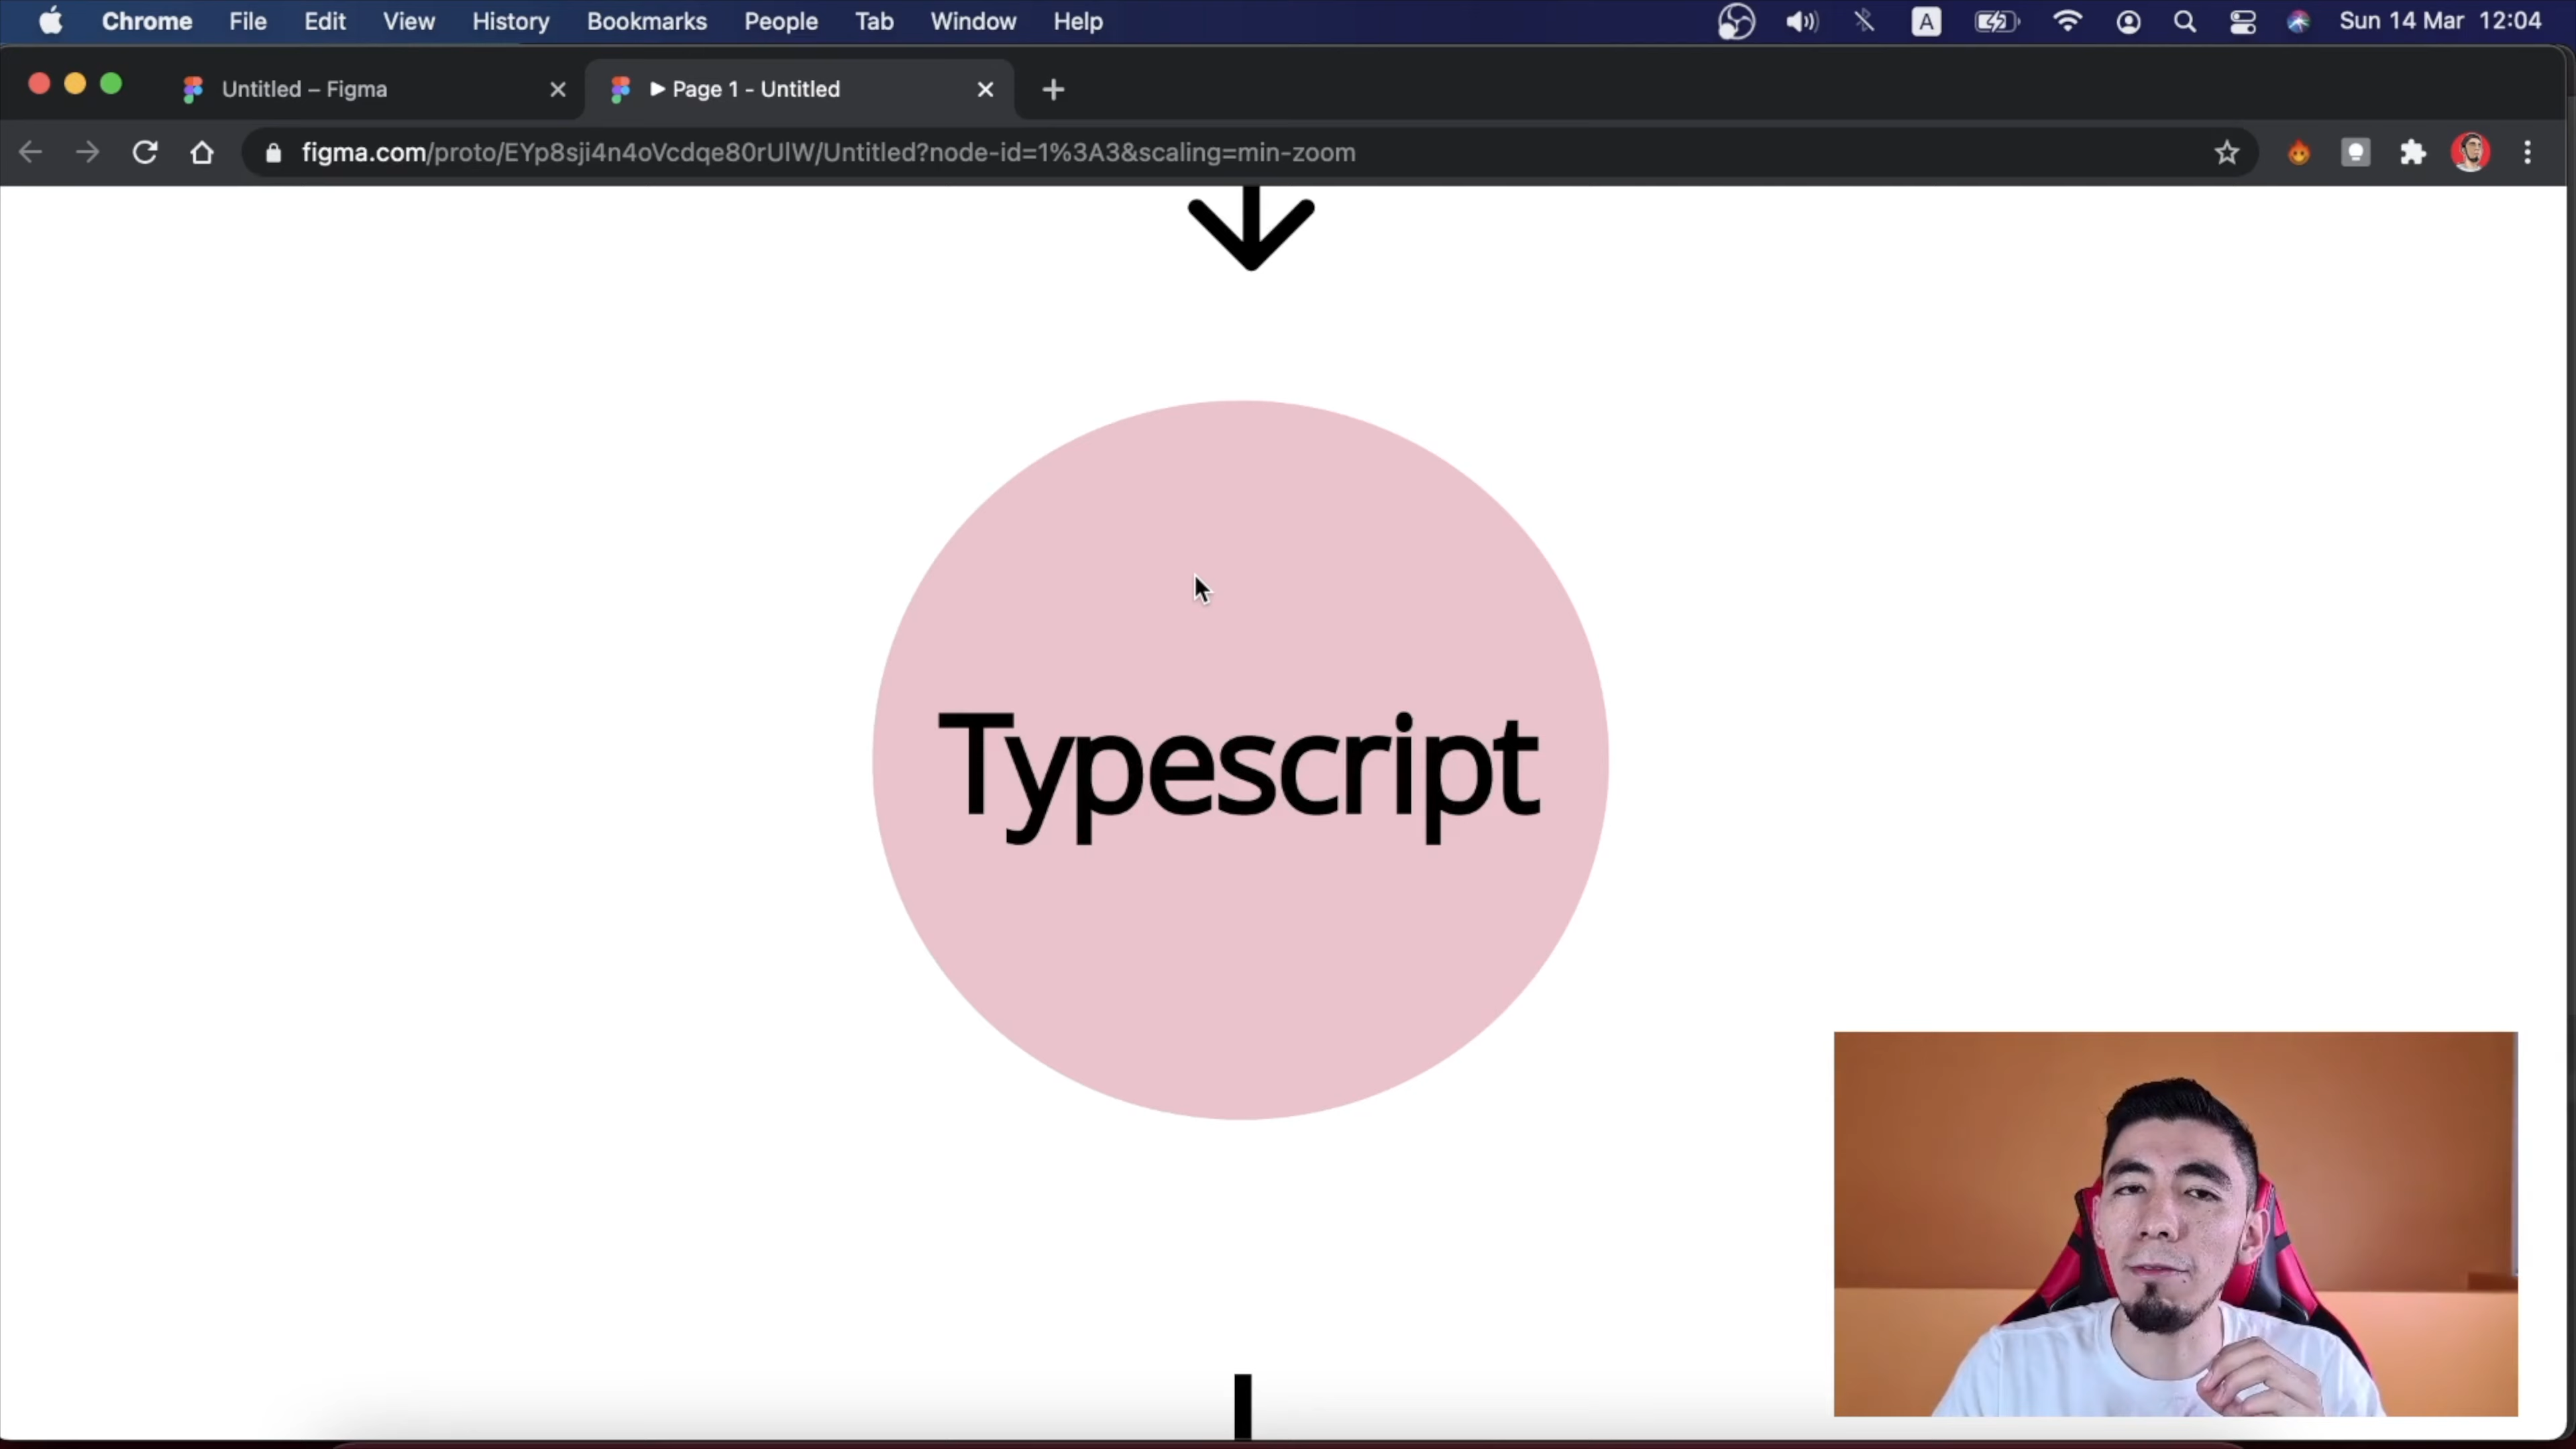 Chrome File Edit View History Bookmarks People Tab Window Help A Sun 14 Mar 12:04
Untitled – Figma Page 1 - Untitled
figma.com/proto/EYp8sji4n4oVcdqe80rUlW/Untitled?node-id=1%3A3&scaling=min-zoom
Typescript